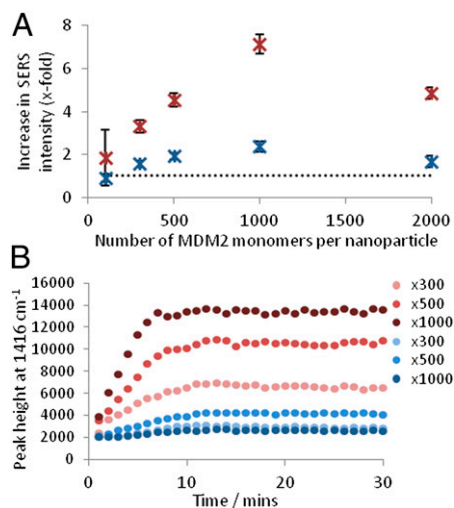 A
Increase in SERS
intensity (x-fold)
8
6
4
2
0
0
500
1000
1500
2000
Number of MDM2 monomers per nanoparticle
B
Peak height at 1416 cm⁻¹
16000
14000
12000
10000
8000
6000
4000
2000
0
0
10
20
30
Time / mins
x300
x500
x1000
x300
x500
x1000